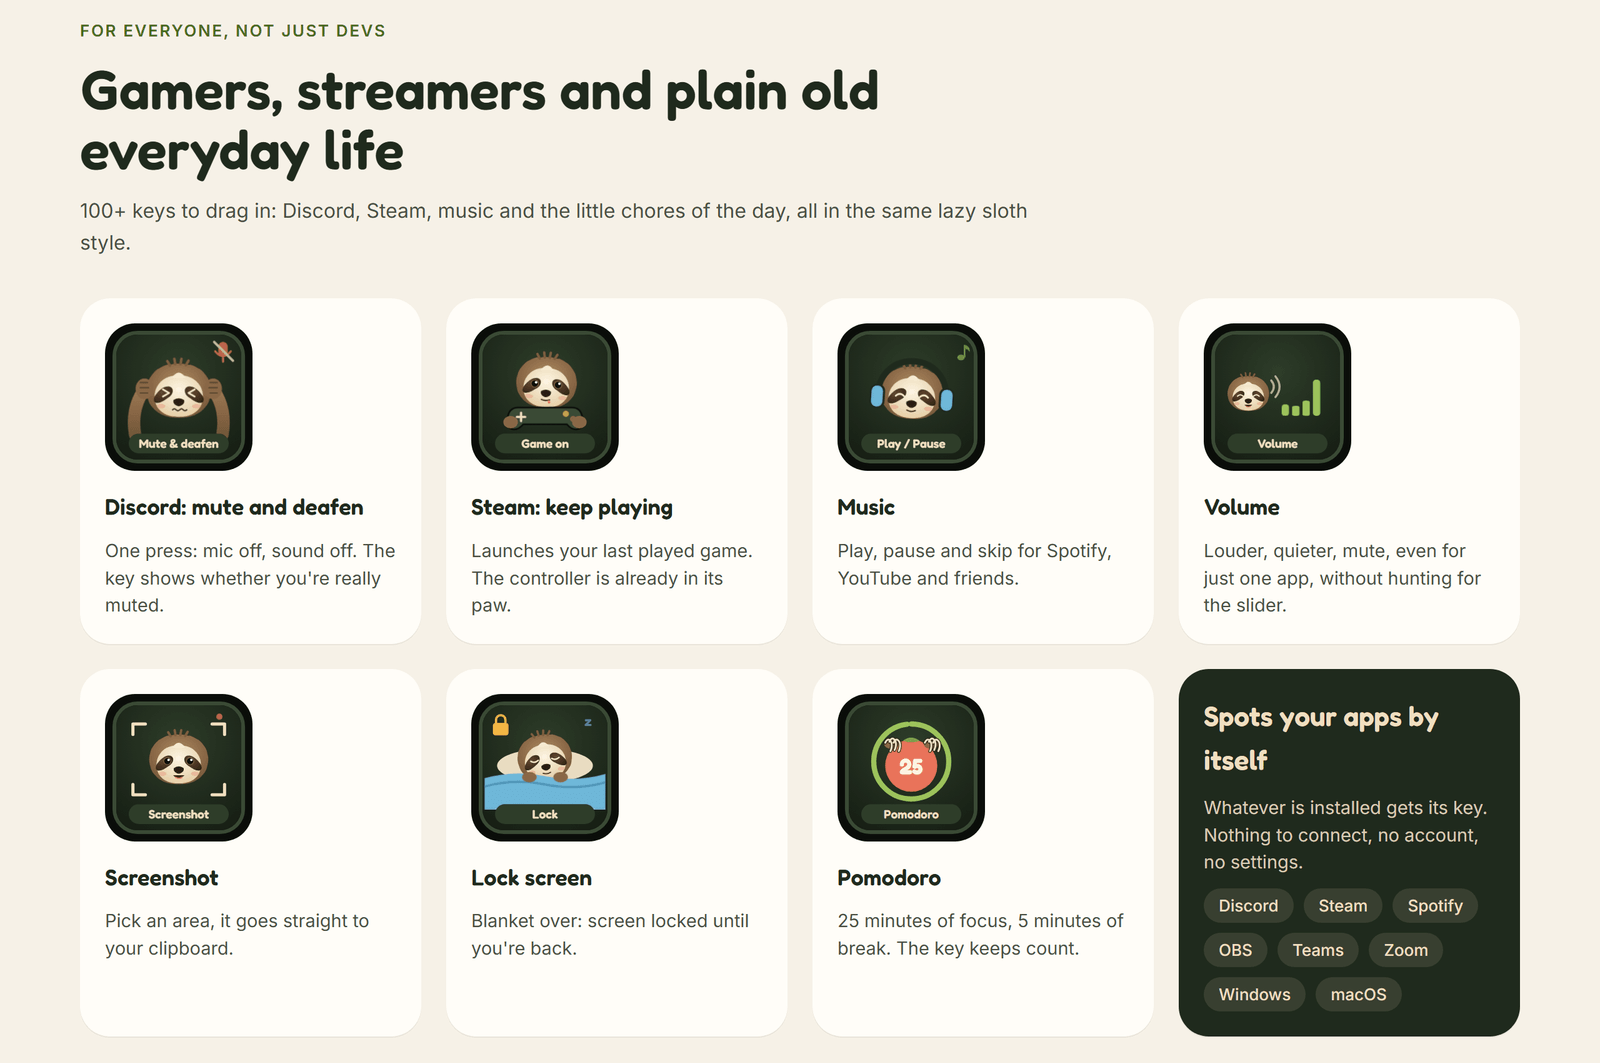 FOR EVERYONE, NOT JUST DEVS
Gamers, streamers and plain old
everyday life
100+ keys to drag in: Discord, Steam, music and the little chores of the day, all in the same lazy sloth
style.
Mute & deafen
Discord: mute and deafen
One press: mic off, sound off. The
key shows whether you're really
muted.
Game on
Steam: keep playing
Launches your last played game.
The controller is already in its
paw.
Play / Pause
Music
Play, pause and skip for Spotify,
YouTube and friends.
Volume
Volume
Louder, quieter, mute, even for
just one app, without hunting for
the slider.
Screenshot
Screenshot
Pick an area, it goes straight to
your clipboard.
z
Lock
Lock screen
Blanket over: screen locked until
you're back.
25
Pomodoro
Pomodoro
25 minutes of focus, 5 minutes of
break. The key keeps count.
Spots your apps by
itself
Whatever is installed gets its key.
Nothing to connect, no account,
no settings.
Discord Steam Spotify
OBS Teams Zoom
Windows macOS